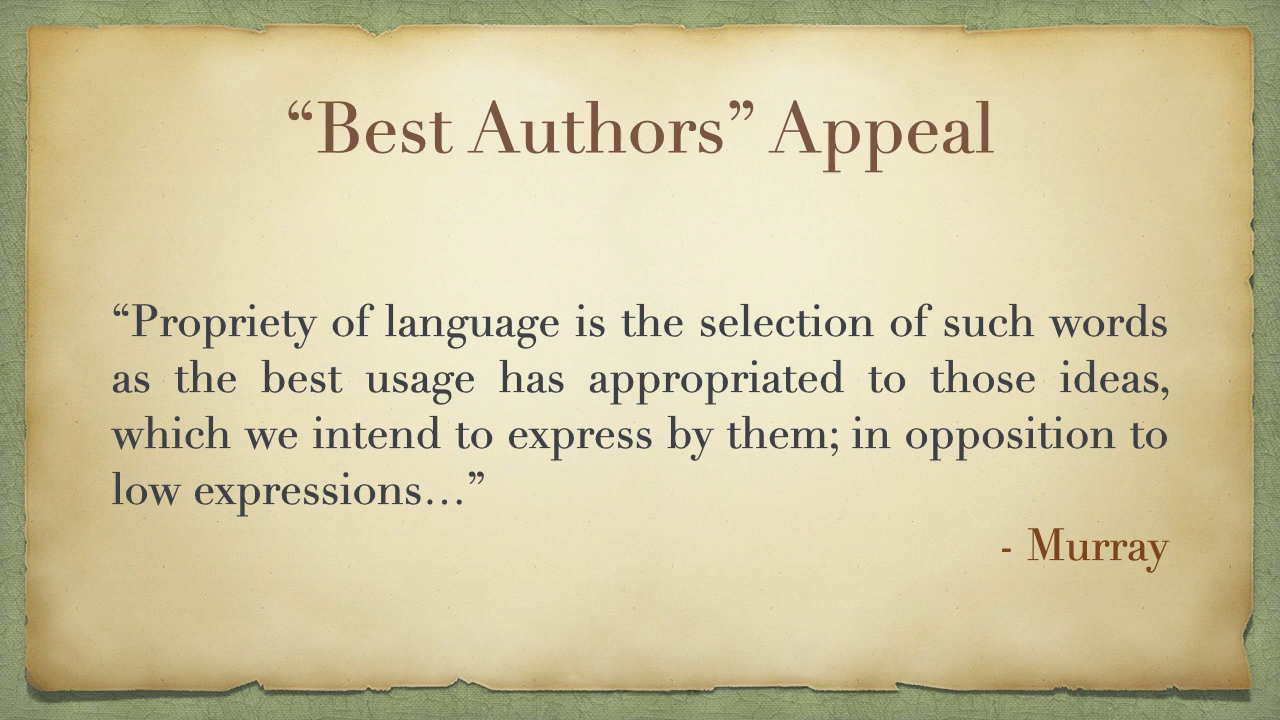 “Best Authors” Appeal
“Propriety of language is the selection of such words
as the best usage has appropriated to those ideas,
which we intend to express by them; in opposition to
low expressions…”
- Murray